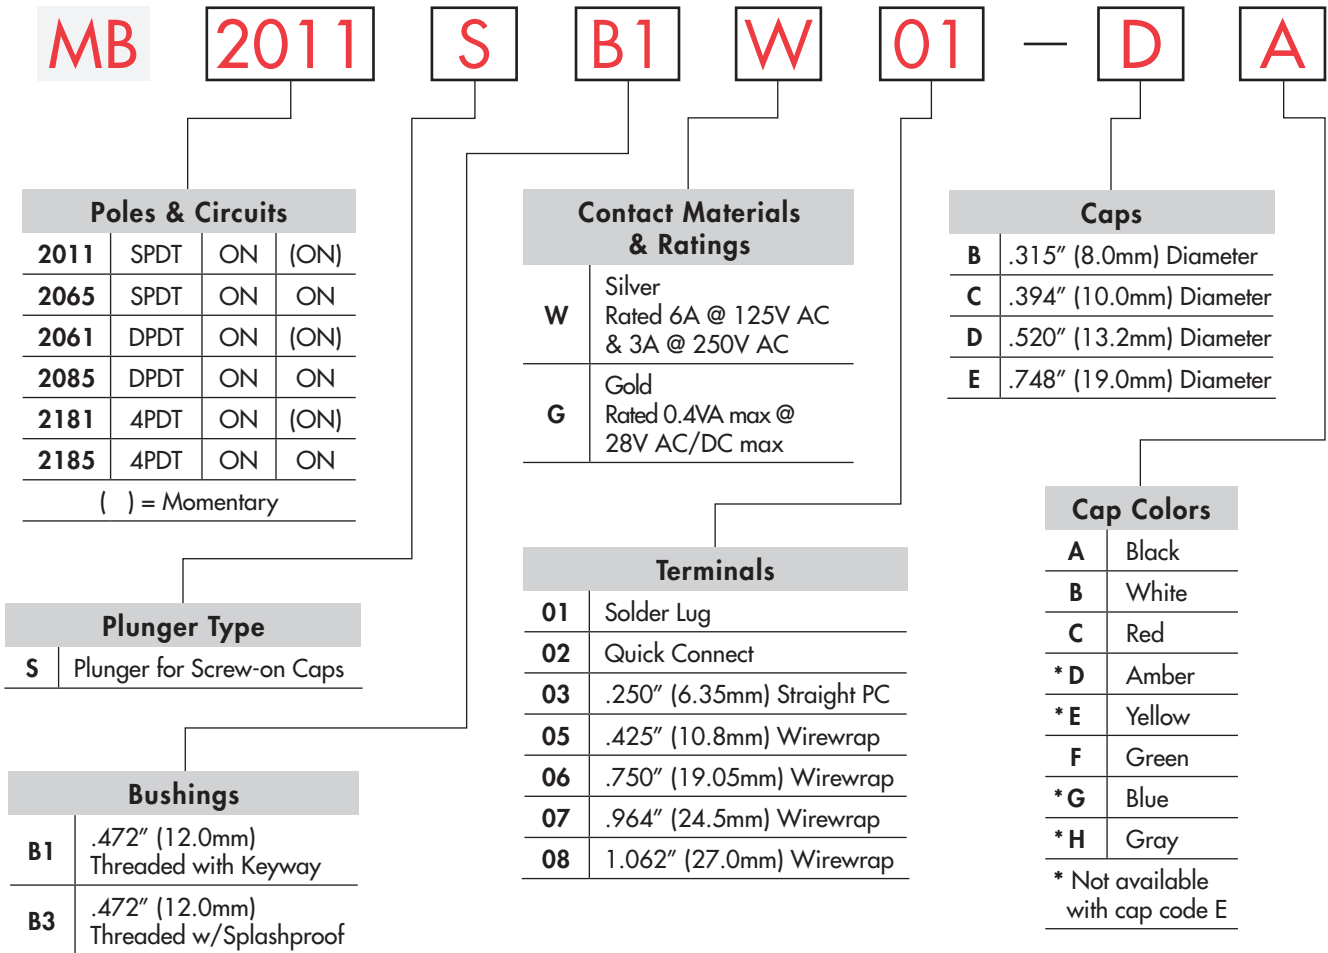 MB 2011 S B1 W 01 — D A
Poles & Circuits
2011 SPDT ON (ON)
2065 SPDT ON ON
2061 DPDT ON (ON)
2085 DPDT ON ON
2181 4PDT ON (ON)
2185 4PDT ON ON
( ) = Momentary
Plunger Type
S Plunger for Screw-on Caps
Bushings
B1 .472" (12.0mm)
Threaded with Keyway
B3 .472" (12.0mm)
Threaded w/Splashproof
Contact Materials
& Ratings
W Silver
Rated 6A @ 125V AC
& 3A @ 250V AC
G Gold
Rated 0.4VA max @
28V AC/DC max
Terminals
01 Solder Lug
02 Quick Connect
03 .250" (6.35mm) Straight PC
05 .425" (10.8mm) Wirewrap
06 .750" (19.05mm) Wirewrap
07 .964" (24.5mm) Wirewrap
08 1.062" (27.0mm) Wirewrap
Caps
B .315" (8.0mm) Diameter
C .394" (10.0mm) Diameter
D .520" (13.2mm) Diameter
E .748" (19.0mm) Diameter
Cap Colors
A Black
B White
C Red
* D Amber
* E Yellow
F Green
* G Blue
* H Gray
* Not available
with cap code E